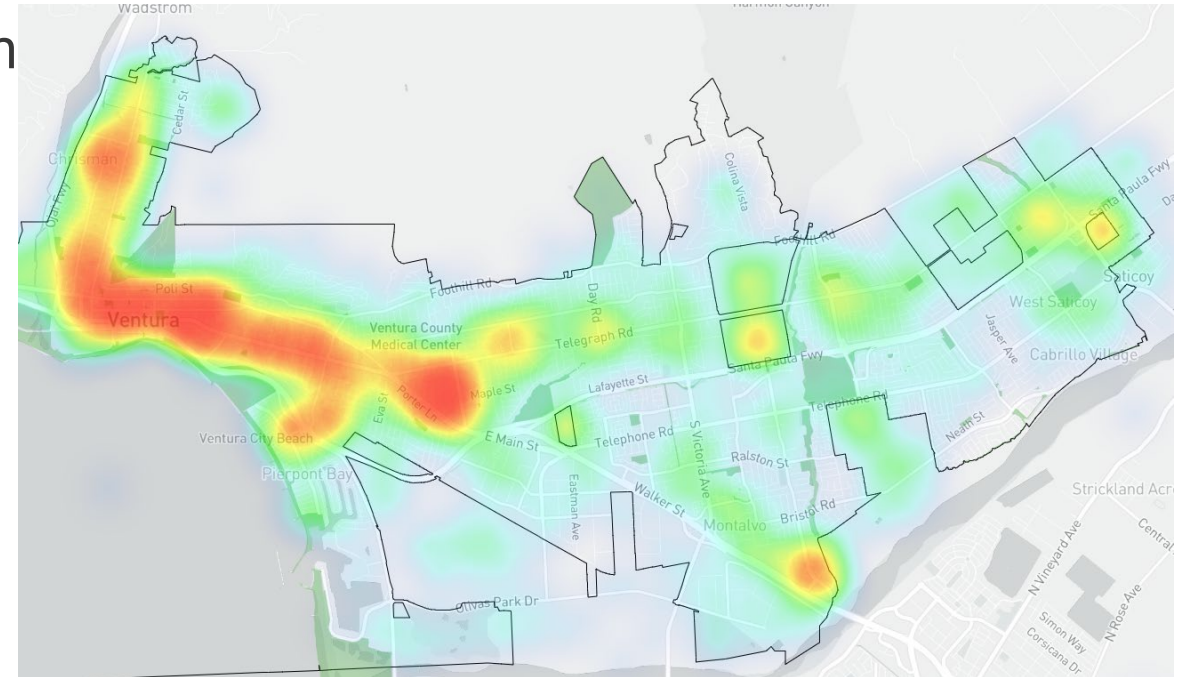 n
Wadstrom
Harmon Canyon
Cedar St
Chrisman
Ojai Fwy
Colina Vista
Santa Paula Fwy
Da
Foothill Rd
Poli St
Foothill Rd
Day Rd
Saticoy
Ventura
West Saticoy
Ventura County
Medical Center
Telegraph Rd
Jasper Ave
Santa Paula Fwy
Cabrillo Village
Porter Ln
Maple St
Lafayette St
Eva St
Telephone Rd
Ventura City Beach
E Main St
Telephone Rd
Neath St
S Victoria Ave
Pierpont Bay
Ralston St
Eastman Ave
Walker St
Strickland Acre
Bristol Rd
Montalvo
Central
N Vineyard Ave
Olivas Park Dr
N Rose Ave
Simon Way
Corsicana Dr